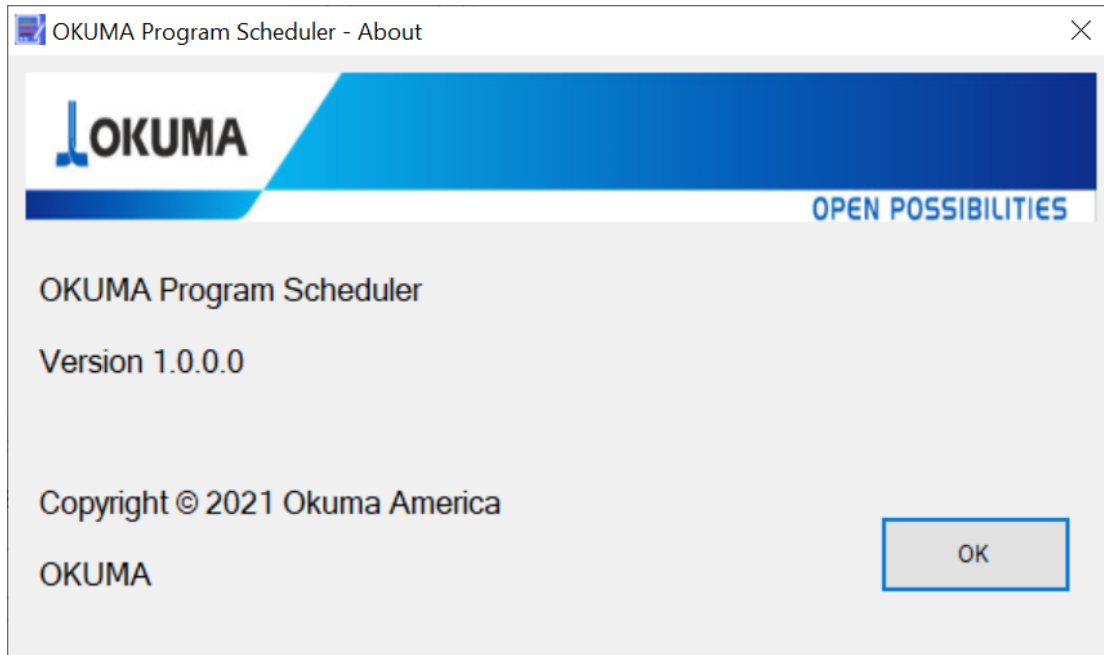 OKUMA Program Scheduler - About
OKUMA
OPEN POSSIBILITIES
OKUMA Program Scheduler
Version 1.0.0.0
Copyright © 2021 Okuma America
OKUMA
OK